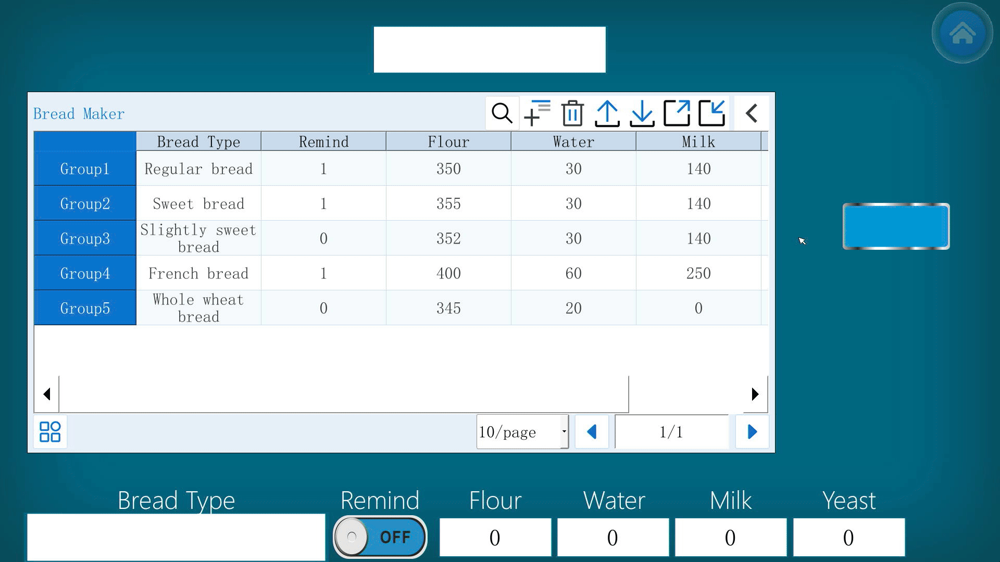 Bread Maker
Bread Type Remind Flour Water Milk
Group1 Regular bread 1 350 30 140
Group2 Sweet bread 1 355 30 140
Group3 Slightly sweet bread 0 352 30 140
Group4 French bread 1 400 60 250
Group5 Whole wheat bread 0 345 20 0
10/page 1/1
Bread Type Remind Flour Water Milk Yeast
OFF 0 0 0 0